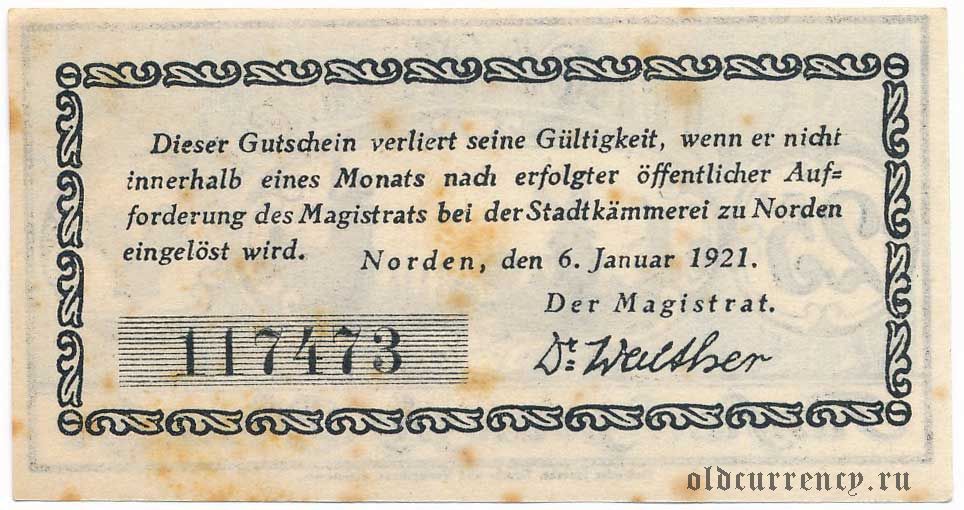 Dieser Gutschein verliert seine Gültigkeit, wenn er nicht
innerhalb eines Monats nach erfolgter öffentlicher Auf=
forderung des Magistrats bei der Stadtkämmerei zu Norden
eingelöst wird.
Norden, den 6. Januar 1921.
Der Magistrat.
117473
Dr. Walther
oldcurrency.ru